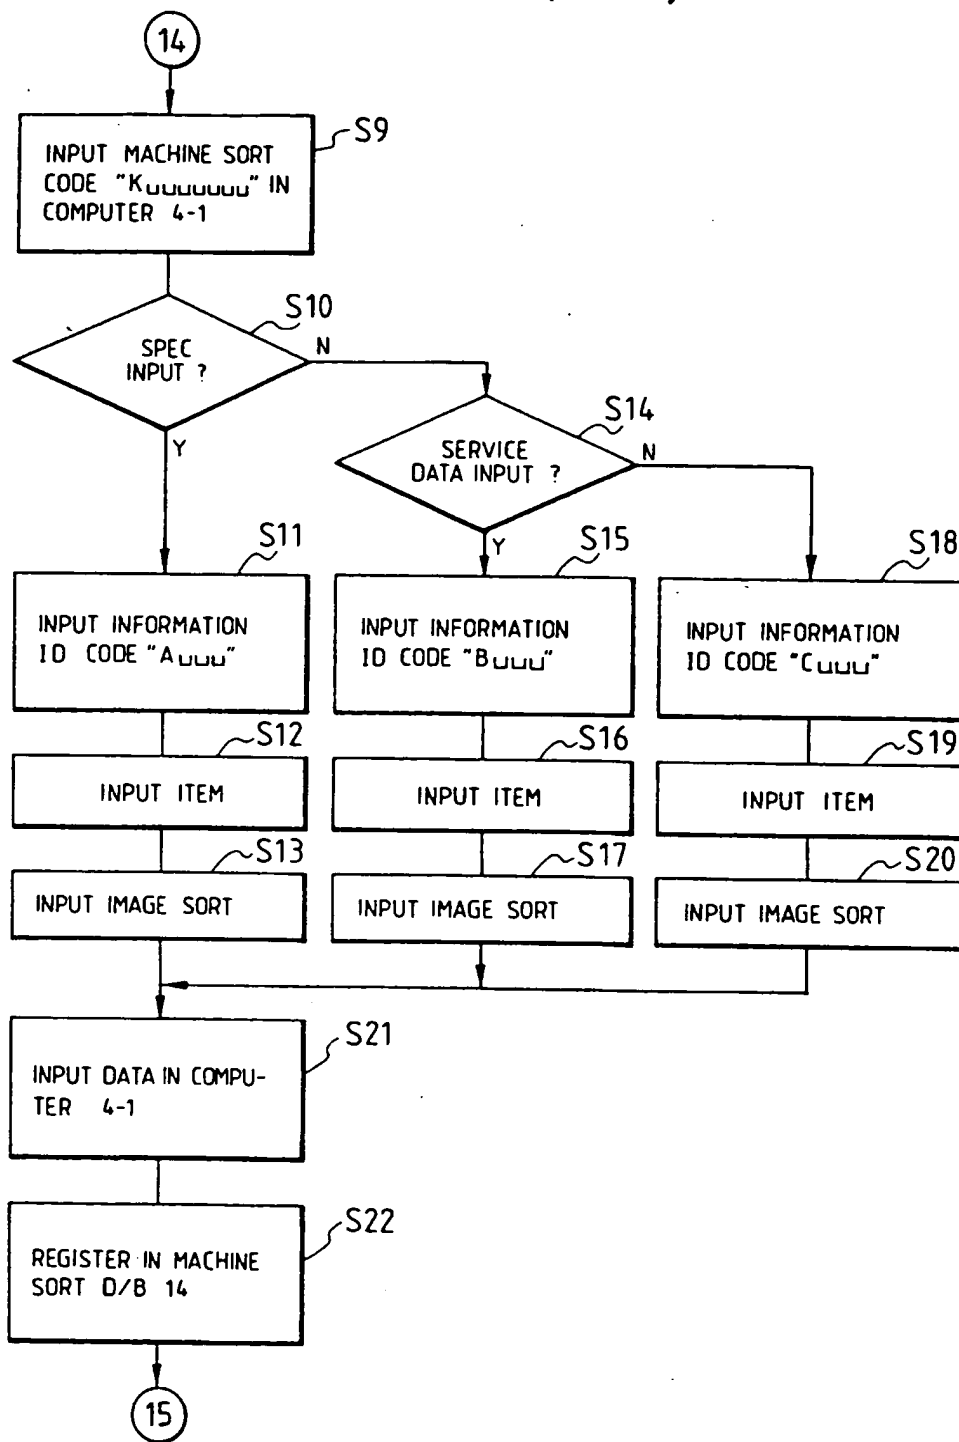 14
S9
INPUT MACHINE SORT
CODE "K␣␣␣␣␣␣␣" IN
COMPUTER 4-1
S10
SPEC
INPUT ?
N
Y
S14
SERVICE
DATA INPUT ?
N
Y
S11
INPUT INFORMATION
ID CODE "A␣␣␣"
S15
INPUT INFORMATION
ID CODE "B␣␣␣"
S18
INPUT INFORMATION
ID CODE "C␣␣␣"
S12
INPUT ITEM
S16
INPUT ITEM
S19
INPUT ITEM
S13
INPUT IMAGE SORT
S17
INPUT IMAGE SORT
S20
INPUT IMAGE SORT
S21
INPUT DATA IN COMPU-
TER 4-1
S22
REGISTER IN MACHINE
SORT D/B 14
15